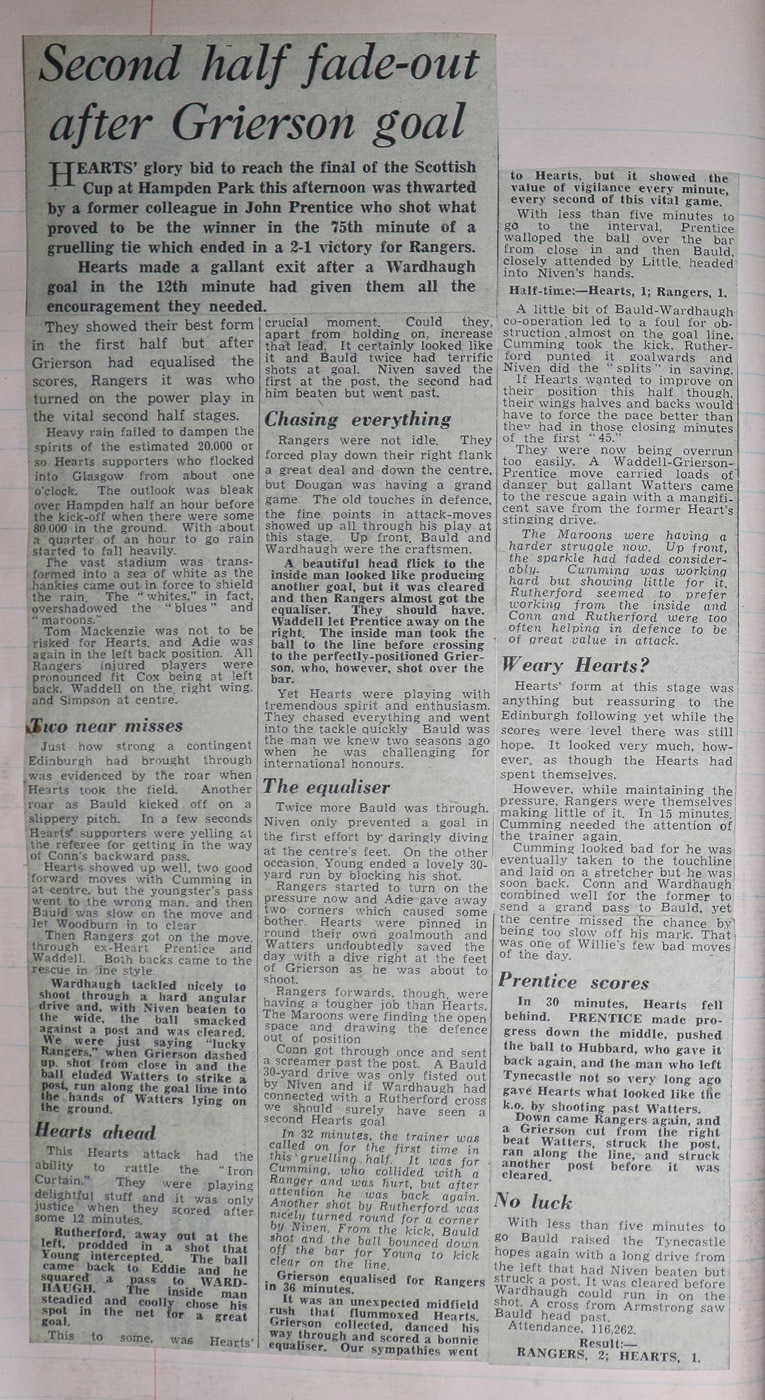 Second half fade-out
after Grierson goal
HEARTS' glory bid to reach the final of the Scottish
Cup at Hampden Park this afternoon was thwarted
by a former colleague in John Prentice who shot what
proved to be the winner in the 75th minute of a
gruelling tie which ended in a 2-1 victory for Rangers.
Hearts made a gallant exit after a Wardhaugh
goal in the 12th minute had given them all the
encouragement they needed.
They showed their best form
in the first half but after
Grierson had equalised the
scores, Rangers it was who
turned on the power play in
the vital second half stages.
Heavy rain failed to dampen the
spirits of the estimated 20,000 or
so Hearts supporters who flocked
into Glasgow from about one
o'clock. The outlook was bleak
over Hampden half an hour before
the kick-off when there were some
80,000 in the ground. With about
a quarter of an hour to go rain
started to fall heavily.
The vast stadium was trans-
formed into a sea of white as the
hankies came out in force to shield
the rain. The "whites," in fact,
overshadowed the "blues" and
"maroons."
Tom Mackenzie was not to be
risked for Hearts, and Adie was
again in the left back position. All
Rangers injured players were
pronounced fit Cox being at left
back, Waddell on the right wing,
and Simpson at centre.
Two near misses
Just how strong a contingent
Edinburgh had brought through
was evidenced by the roar when
Hearts took the field. Another
roar as Bauld kicked off on a
slippery pitch. In a few seconds
Hearts' supporters were yelling at
the referee for getting in the way
of Conn's backward pass.
Hearts showed up well, two good
forward moves with Cumming in
at centre, but the youngster's pass
went to the wrong man, and then
Bauld was slow on the move and
let Woodburn in to clear
Then Rangers got on the move,
through ex-Heart Prentice and
Waddell. Both backs came to the
rescue in fine style.
Wardhaugh tackled nicely to
shoot through a hard angular
drive and, with Niven beaten to
the wide, the ball smacked
against a post and was cleared.
We were just saying "lucky
Rangers," when Grierson dashed
up, shot from close in and the
ball eluded Watters to strike a
post, run along the goal line into
the hands of Watters lying on
the ground.
Hearts ahead
This Hearts attack had the
ability to rattle the "Iron
Curtain." They were playing
delightful stuff and it was only
justice when they scored after
some 12 minutes.
Rutherford, away out at the
left, prodded in a shot that
Young intercepted. The ball
came back to Eddie and he
squared a pass to WARD-
HAUGH. The inside man
steadied and coolly chose his
spot in the net for a great
goal.
This to some, was Hearts'
crucial moment. Could they,
apart from holding on, increase
that lead. It certainly looked like
it and Bauld twice had terrific
shots at goal. Niven saved the
first at the post, the second had
him beaten but went past.
Chasing everything
Rangers were not idle. They
forced play down their right flank
a great deal and down the centre,
but Dougan was having a grand
game. The old touches in defence,
the fine points in attack-moves
showed up all through his play at
this stage. Up front, Bauld and
Wardhaugh were the craftsmen.
A beautiful head flick to the
inside man looked like producing
another goal, but it was cleared
and then Rangers almost got the
equaliser. They should have.
Waddell let Prentice away on the
right. The inside man took the
ball to the line before crossing
to the perfectly-positioned Grier-
son, who, however, shot over the
bar.
Yet Hearts were playing with
tremendous spirit and enthusiasm.
They chased everything and went
into the tackle quickly Bauld was
the man we knew two seasons ago
when he was challenging for
international honours.
The equaliser
Twice more Bauld was through.
Niven only prevented a goal in
the first effort by daringly diving
at the centre's feet. On the other
occasion, Young ended a lovely 30-
yard run by blocking his shot.
Rangers started to turn on the
pressure now and Adie gave away
two corners which caused some
bother. Hearts were pinned in
round their own goalmouth and
Watters undoubtedly saved the
day with a dive right at the feet
of Grierson as he was about to
shoot.
Rangers forwards, though, were
having a tougher job than Hearts.
The Maroons were finding the open
space and drawing the defence
out of position
Conn got through once and sent
a screamer past the post. A Bauld
30-yard drive was only fisted out
by Niven and if Wardhaugh had
connected with a Rutherford cross
we should surely have seen a
second Hearts goal
In 32 minutes, the trainer was
called on for the first time in
this gruelling half. It was for
Cumming, who collided with a
Ranger and was hurt, but after
attention he was back again.
Another shot by Rutherford was
nicely turned round for a corner
by Niven. From the kick, Bauld
shot and the ball bounced down
off the bar for Young to kick
clear on the line.
Grierson equalised for Rangers
in 36 minutes.
It was an unexpected midfield
rush that flummoxed Hearts.
Grierson collected, danced his
way through and scored a bonnie
equaliser. Our sympathies went
to Hearts, but it showed the
value of vigilance every minute,
every second of this vital game.
With less than five minutes to
go to the interval, Prentice
walloped the ball over the bar
from close in and then Bauld,
closely attended by Little, headed
into Niven's hands.
Half-time:—Hearts, 1; Rangers, 1.
A little bit of Bauld-Wardhaugh
co-operation led to a foul for ob-
struction almost on the goal line.
Cumming took the kick, Ruther-
ford punted it goalwards and
Niven did the "splits" in saving.
If Hearts wanted to improve on
their position this half though,
their wings halves and backs would
have to force the pace better than
they had in those closing minutes
of the first "45."
They were now being overrun
too easily. A Waddell-Grierson-
Prentice move carried loads of
danger but gallant Watters came
to the rescue again with a mangifi-
cent save from the former Heart's
stinging drive.
The Maroons were having a
harder struggle now. Up front,
the sparkle had faded consider-
ably. Cumming was working
hard but showing little for it,
Rutherford seemed to prefer
working from the inside and
Conn and Rutherford were too
often helping in defence to be
of great value in attack.
Weary Hearts?
Hearts' form at this stage was
anything but reassuring to the
Edinburgh following yet while the
scores were level there was still
hope. It looked very much, how-
ever, as though the Hearts had
spent themselves.
However, while maintaining the
pressure, Rangers were themselves
making little of it. In 15 minutes,
Cumming needed the attention of
the trainer again.
Cumming looked bad for he was
eventually taken to the touchline
and laid on a stretcher but he was
soon back. Conn and Wardhaugh
combined well for the former to
send a grand pass to Bauld, yet
the centre missed the chance by
being too slow off his mark. That
was one of Willie's few bad moves
of the day.
Prentice scores
In 30 minutes, Hearts fell
behind. PRENTICE made pro-
gress down the middle, pushed
the ball to Hubbard, who gave it
back again, and the man who left
Tynecastle not so very long ago
gave Hearts what looked like the
k.o. by shooting past Watters.
Down came Rangers again, and
a Grierson cut from the right
beat Watters, struck the post,
ran along the line, and struck
another post before it was
cleared.
No luck
With less than five minutes to
go Bauld raised the Tynecastle
hopes again with a long drive from
the left that had Niven beaten but
struck a post. It was cleared before
Wardhaugh could run in on the
shot. A cross from Armstrong saw
Bauld head past.
Attendance, 116,262.
Result:—
RANGERS, 2; HEARTS, 1.